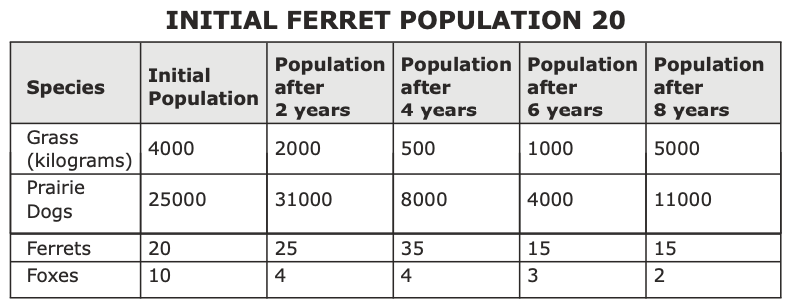 INITIAL FERRET POPULATION 20
Species Initial Population Population after 2 years Population after 4 years Population after 6 years Population after 8 years
Grass (kilograms) 4000 2000 500 1000 5000
Prairie Dogs 25000 31000 8000 4000 11000
Ferrets 20 25 35 15 15
Foxes 10 4 4 3 2